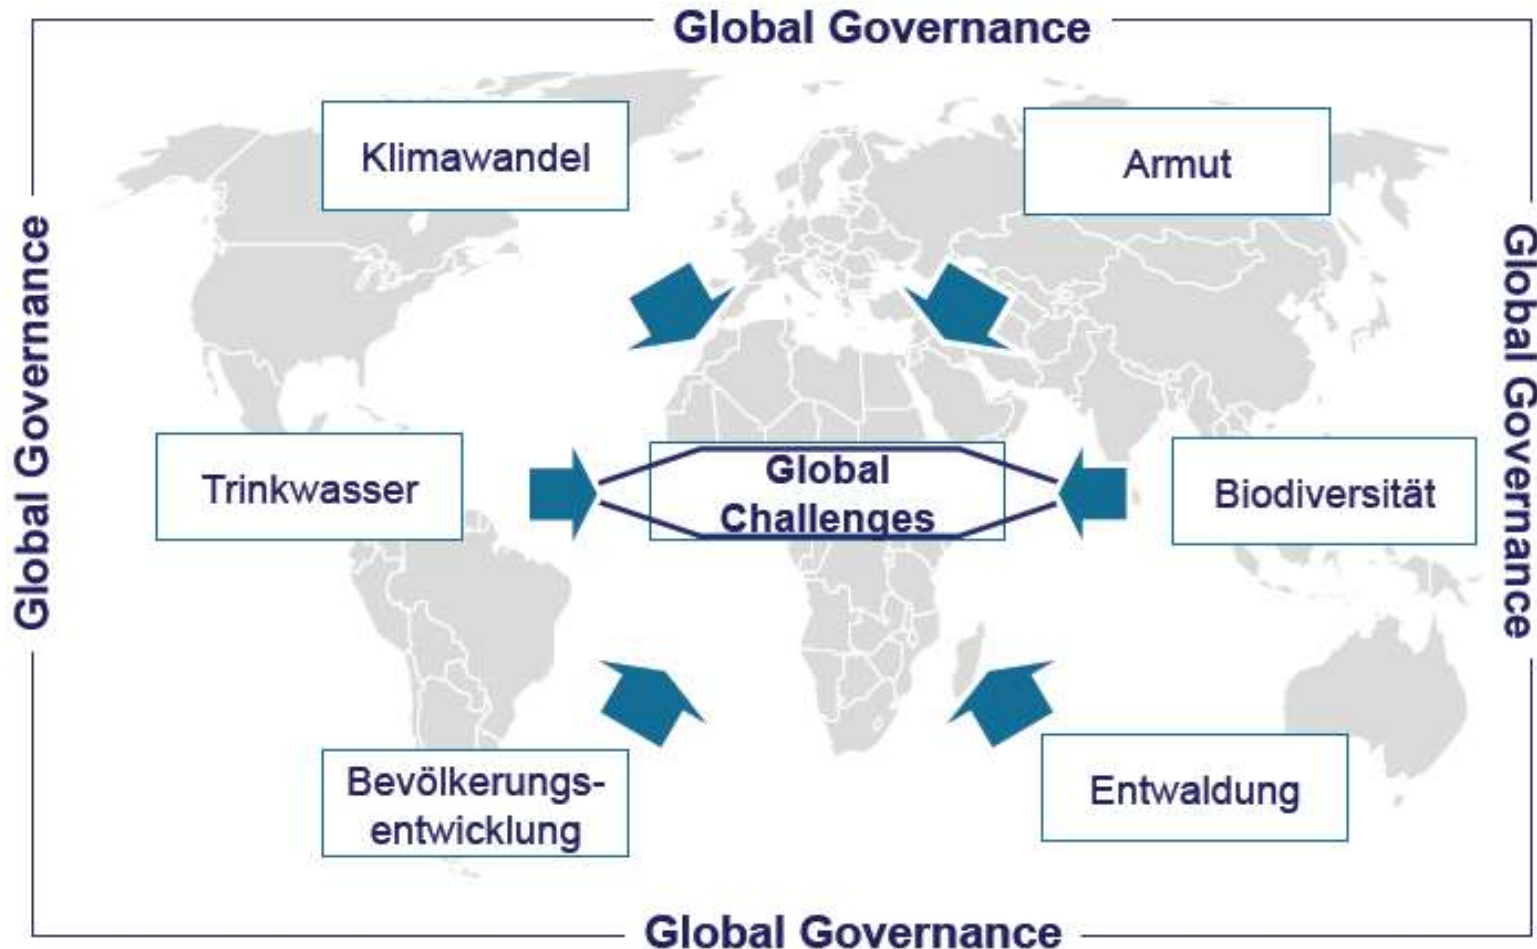 Global Governance
Klimawandel
Armut
Global Governance
Global Governance
Trinkwasser
Global
Challenges
Biodiversität
Bevölkerungs-
entwicklung
Entwaldung
Global Governance